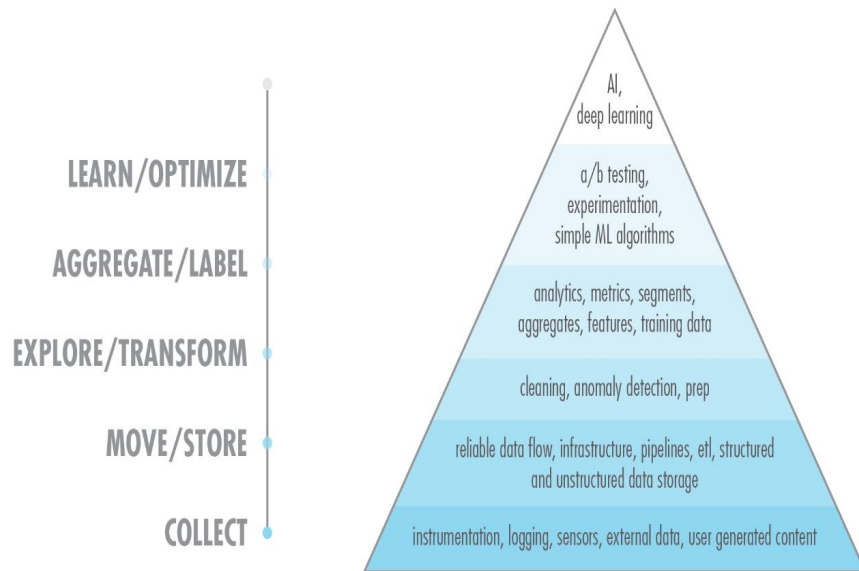 LEARN/OPTIMIZE
AGGREGATE/LABEL
EXPLORE/TRANSFORM
MOVE/STORE
COLLECT
AI,
deep learning
a/b testing,
experimentation,
simple ML algorithms
analytics, metrics, segments,
aggregates, features, training data
cleaning, anomaly detection, prep
reliable data flow, infrastructure, pipelines, etl, structured
and unstructured data storage
instrumentation, logging, sensors, external data, user generated content